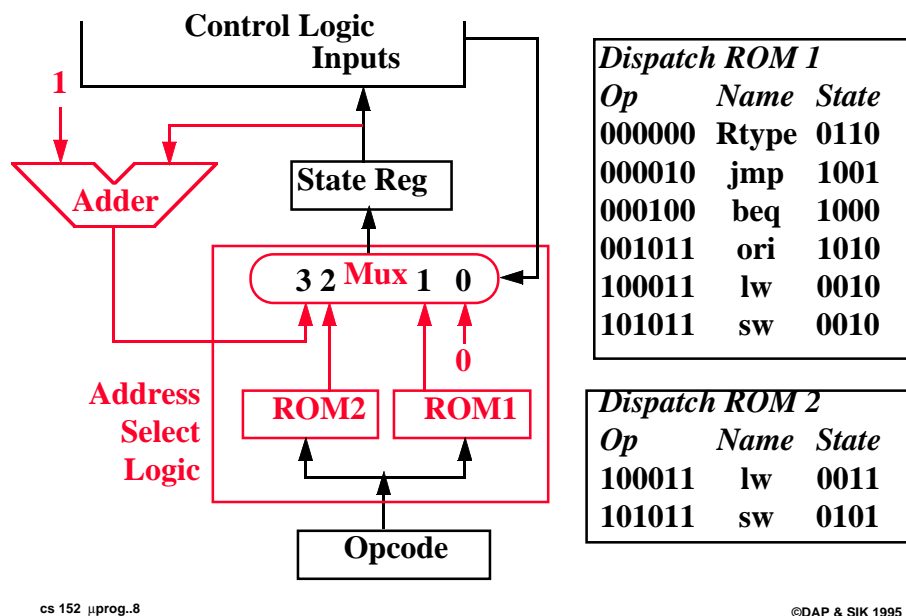 Control Logic
Inputs
1
State Reg
Adder
3 2 Mux 1 0
0
Address
Select
Logic
ROM2
ROM1
Opcode
Dispatch ROM 1
Op Name State
000000 Rtype 0110
000010 jmp 1001
000100 beq 1000
001011 ori 1010
100011 lw 0010
101011 sw 0010
Dispatch ROM 2
Op Name State
100011 lw 0011
101011 sw 0101
cs 152 µprog..8
©DAP & SIK 1995